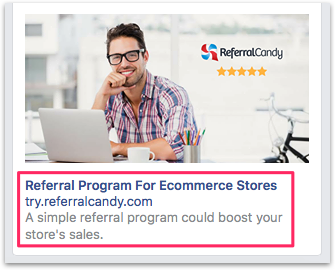 ReferralCandy
Referral Program For Ecommerce Stores
try.referralcandy.com
A simple referral program could boost your
store's sales.